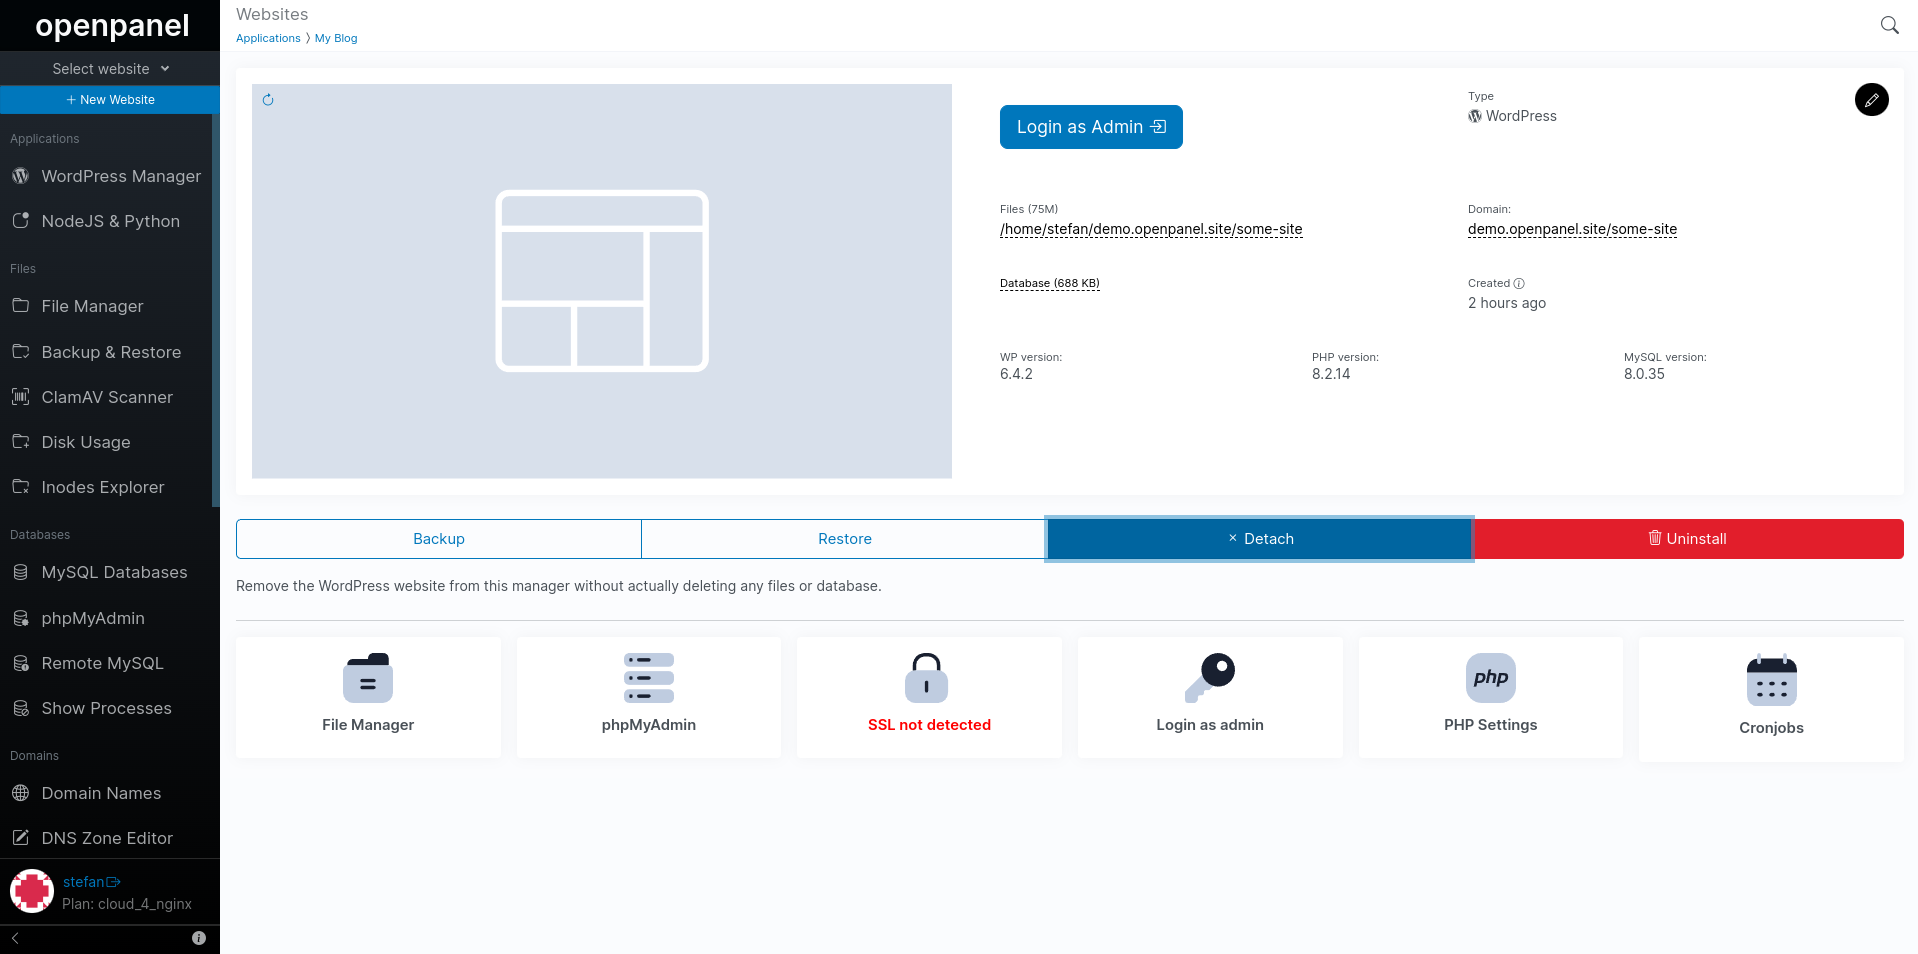 openpanel
Select website
+ New Website
Applications
WordPress Manager
NodeJS & Python
Files
File Manager
Backup & Restore
ClamAV Scanner
Disk Usage
Inodes Explorer
Databases
MySQL Databases
phpMyAdmin
Remote MySQL
Show Processes
Domains
Domain Names
DNS Zone Editor
stefan
Plan: cloud_4_nginx
Websites
Applications 〉 My Blog
Login as Admin
Type
WordPress
Files (75M)
/home/stefan/demo.openpanel.site/some-site
Domain:
demo.openpanel.site/some-site
Database (688 KB)
Created
2 hours ago
WP version:
6.4.2
PHP version:
8.2.14
MySQL version:
8.0.35
Backup
Restore
× Detach
Uninstall
Remove the WordPress website from this manager without actually deleting any files or database.
File Manager
phpMyAdmin
SSL not detected
Login as admin
php
PHP Settings
Cronjobs